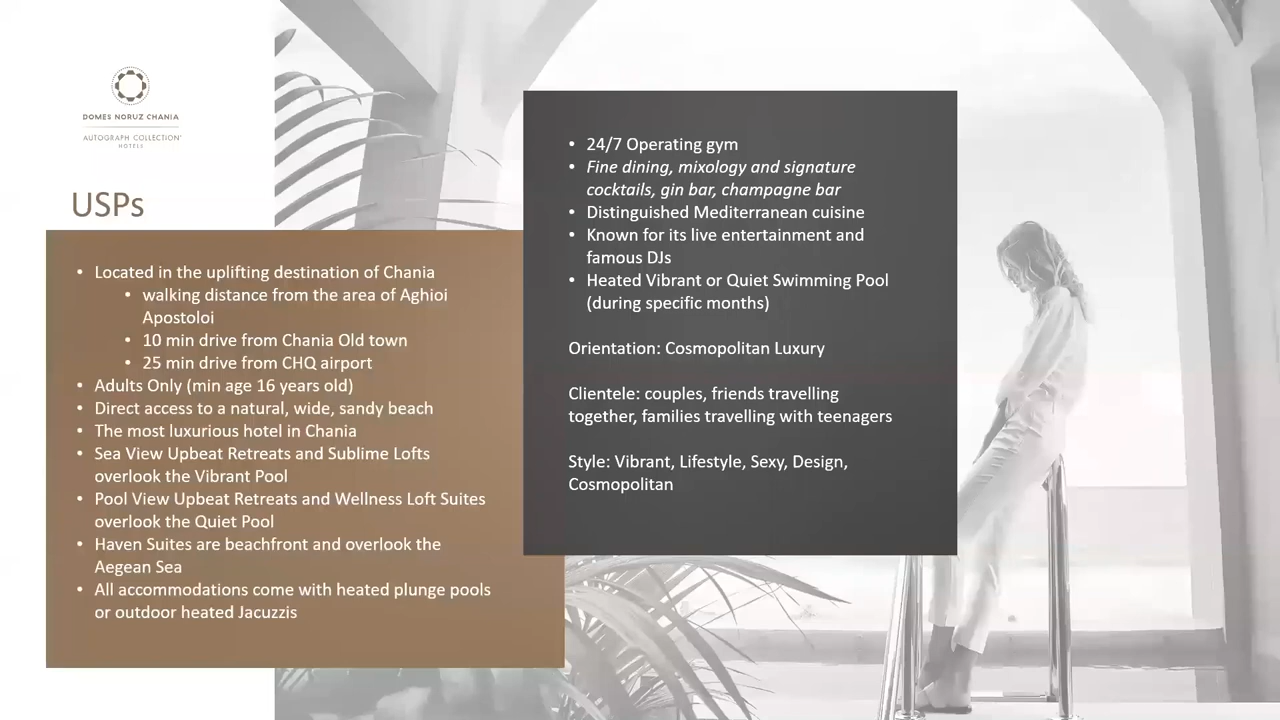 DOMES NORUZ CHANIA
AUTOGRAPH COLLECTION®
HOTELS
USPs
• Located in the uplifting destination of Chania
• walking distance from the area of Aghioi
Apostoloi
• 10 min drive from Chania Old town
• 25 min drive from CHQ airport
• Adults Only (min age 16 years old)
• Direct access to a natural, wide, sandy beach
• The most luxurious hotel in Chania
• Sea View Upbeat Retreats and Sublime Lofts
overlook the Vibrant Pool
• Pool View Upbeat Retreats and Wellness Loft Suites
overlook the Quiet Pool
• Haven Suites are beachfront and overlook the
Aegean Sea
• All accommodations come with heated plunge pools
or outdoor heated Jacuzzis
• 24/7 Operating gym
• Fine dining, mixology and signature
cocktails, gin bar, champagne bar
• Distinguished Mediterranean cuisine
• Known for its live entertainment and
famous DJs
• Heated Vibrant or Quiet Swimming Pool
(during specific months)
Orientation: Cosmopolitan Luxury
Clientele: couples, friends travelling
together, families travelling with teenagers
Style: Vibrant, Lifestyle, Sexy, Design,
Cosmopolitan